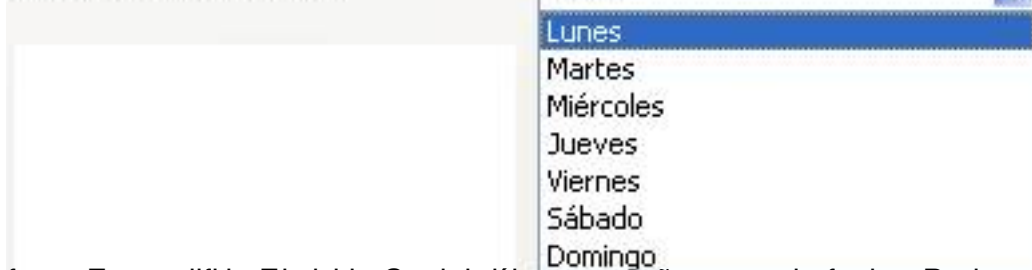 Lunes
Martes
Miércoles
Jueves
Viernes
Sábado
Domingo